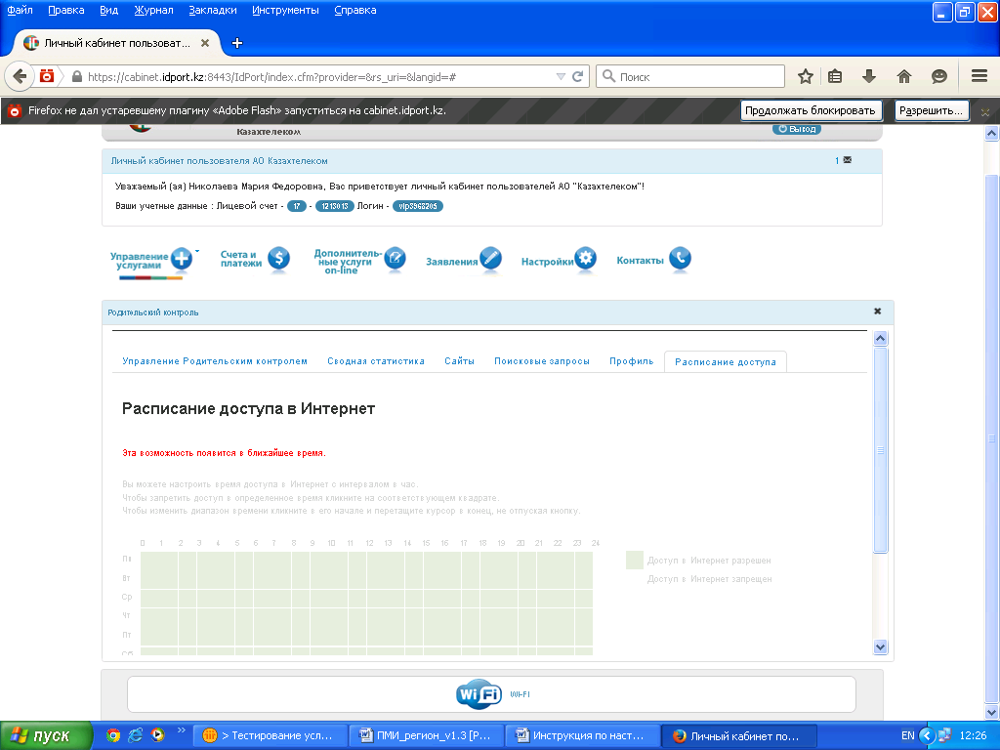 Файл Правка Вид Журнал Закладки Инструменты Справка
Личный кабинет пользоват...
https://cabinet.idport.kz:8443/IdPort/index.cfm?provider=&rs_uri=&langid=#
Поиск
Firefox не дал устаревшему плагину «Adobe Flash» запуститься на cabinet.idport.kz.
Продолжать блокировать
Разрешить...
Казахтелеком
Выход
Личный кабинет пользователя АО Казахтелеком
1
Уважаемый (ая) Николаева Мария Федоровна, Вас приветствует личный кабинет пользователей АО "Казахтелеком"!
Ваши учетные данные : Лицевой счет - 17 - 1213013 Логин - vip3968205
Управление услугами
Счета и платежи
Дополнитель-ные услуги on-line
Заявления
Настройки
Контакты
Родительский контроль
Управление Родительским контролем Сводная статистика Сайты Поисковые запросы Профиль Расписание доступа
Расписание доступа в Интернет
Эта возможность появится в ближайшее время.
Вы можете настроить время доступа в Интернет с интервалом в час.
Чтобы запретить доступ в определенное время кликните на соответствующем квадрате.
Чтобы изменить диапазон времени кликните в его начале и перетащите курсор в конец, не отпуская кнопку.
0 1 2 3 4 5 6 7 8 9 10 11 12 13 14 15 16 17 18 19 20 21 22 23 24
Пн
Вт
Ср
Чт
Пт
Сб
Доступ в Интернет разрешен
Доступ в Интернет запрещен
Wi Fi
WI-FI
пуск
> Тестирование усл...
ПМИ_регион_v1.3 [Р...
Инструкция по наст...
Личный кабинет по...
EN
12:26